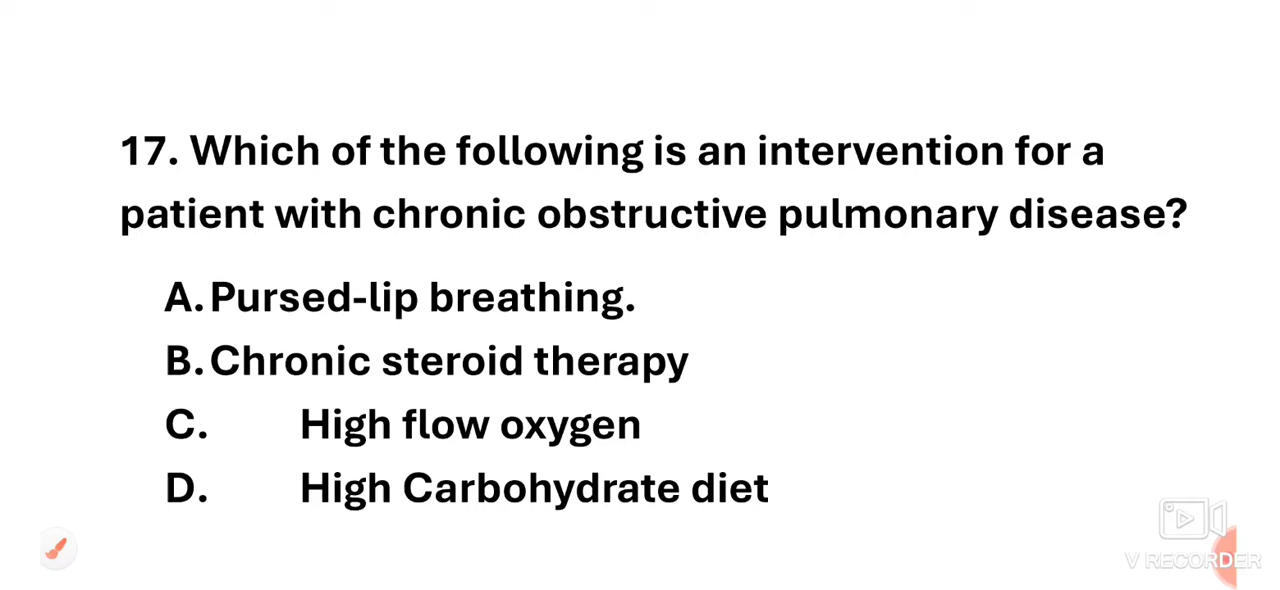 17. Which of the following is an intervention for a
patient with chronic obstructive pulmonary disease?
A. Pursed-lip breathing.
B. Chronic steroid therapy
C. High flow oxygen
D. High Carbohydrate diet
V RECORDER